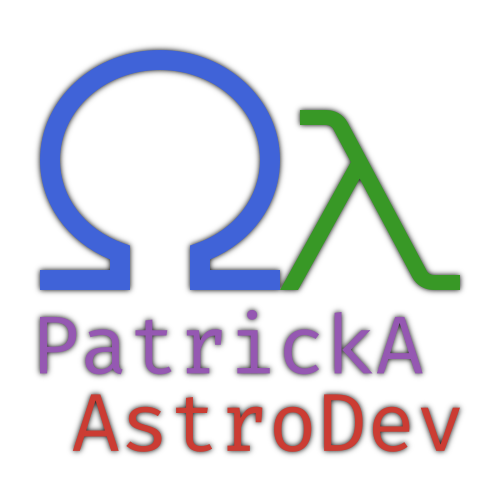 Ωλ
PatrickA
AstroDev